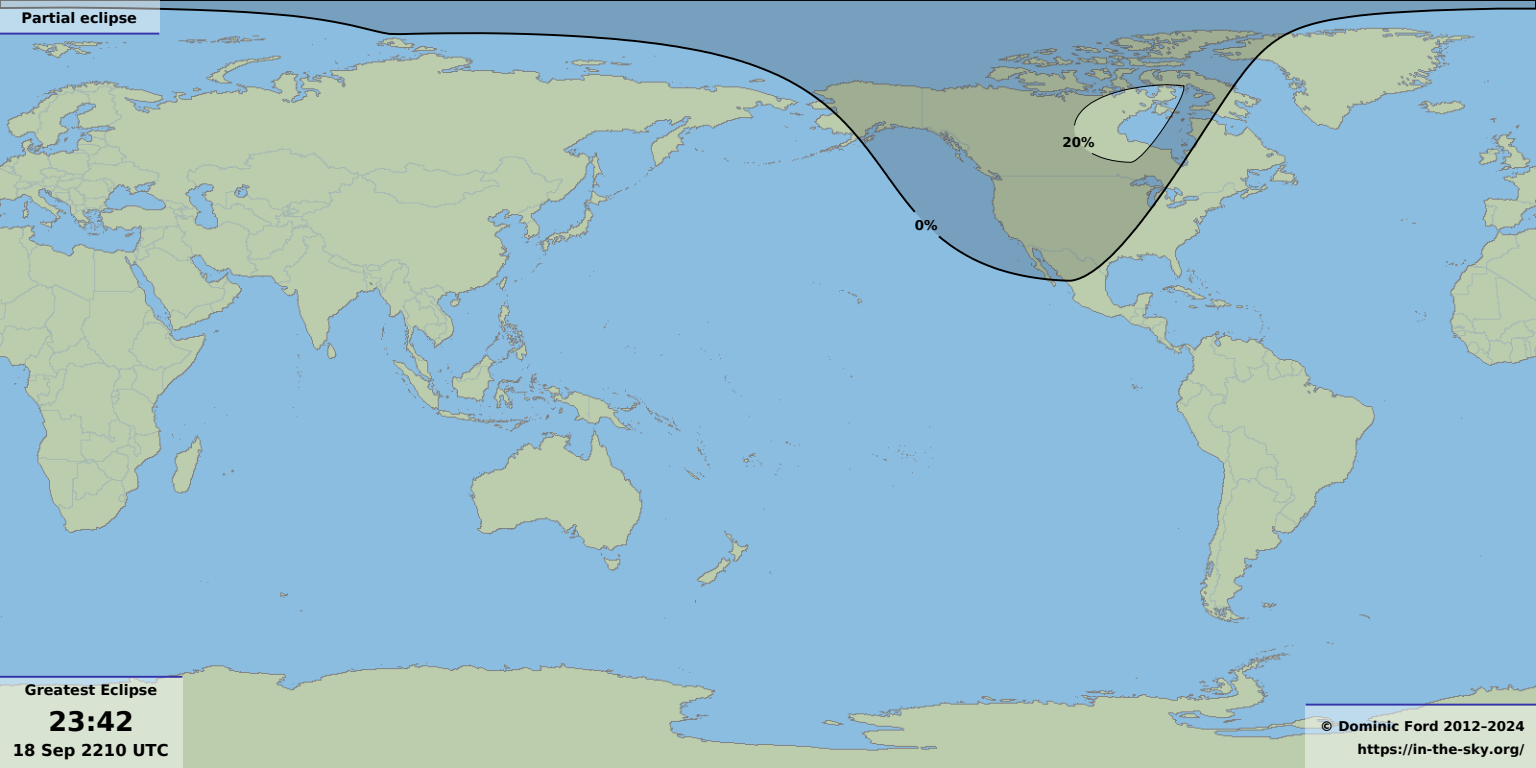 Partial eclipse
20%
0%
Greatest Eclipse
23:42
18 Sep 2210 UTC
© Dominic Ford 2012–2024
https://in-the-sky.org/